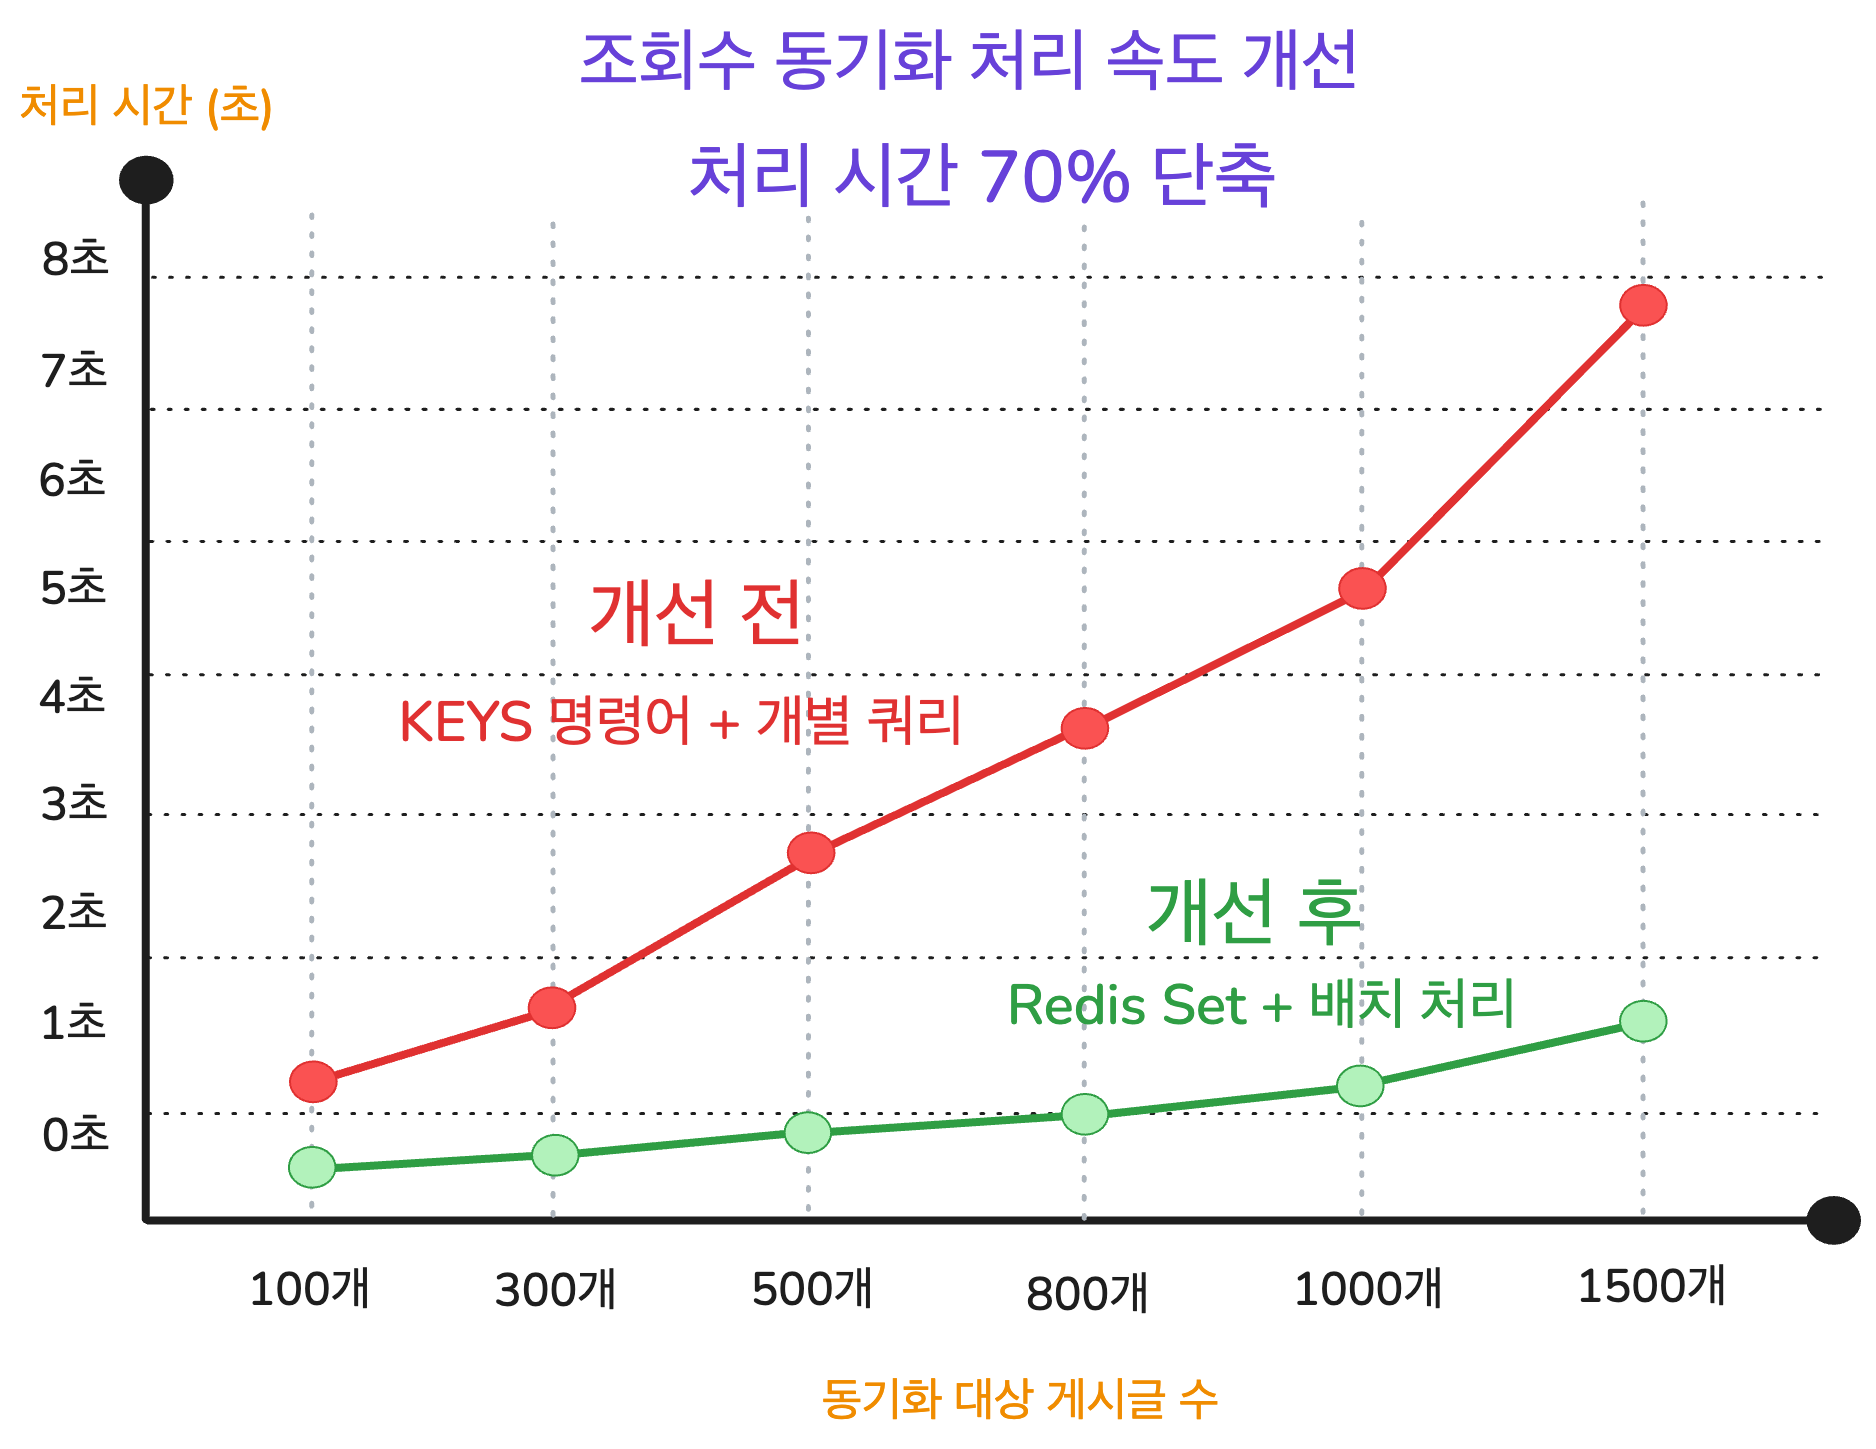 조회수 동기화 처리 속도 개선
처리 시간 (초)
처리 시간 70% 단축
8초
7초
6초
5초
개선 전
4초
KEYS 명령어 + 개별 쿼리
3초
2초
개선 후
1초
Redis Set + 배치 처리
0초
100개
300개
500개
800개
1000개
1500개
동기화 대상 게시글 수